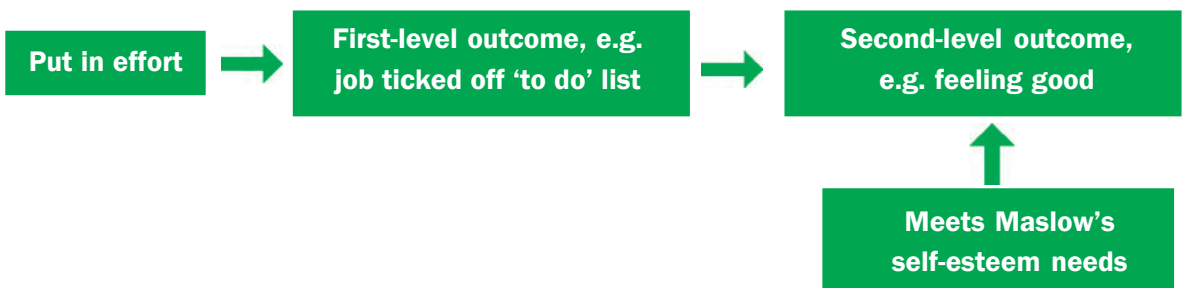 Put in effort
First-level outcome, e.g.
job ticked off ‘to do’ list
Second-level outcome,
e.g. feeling good
Meets Maslow’s
self-esteem needs